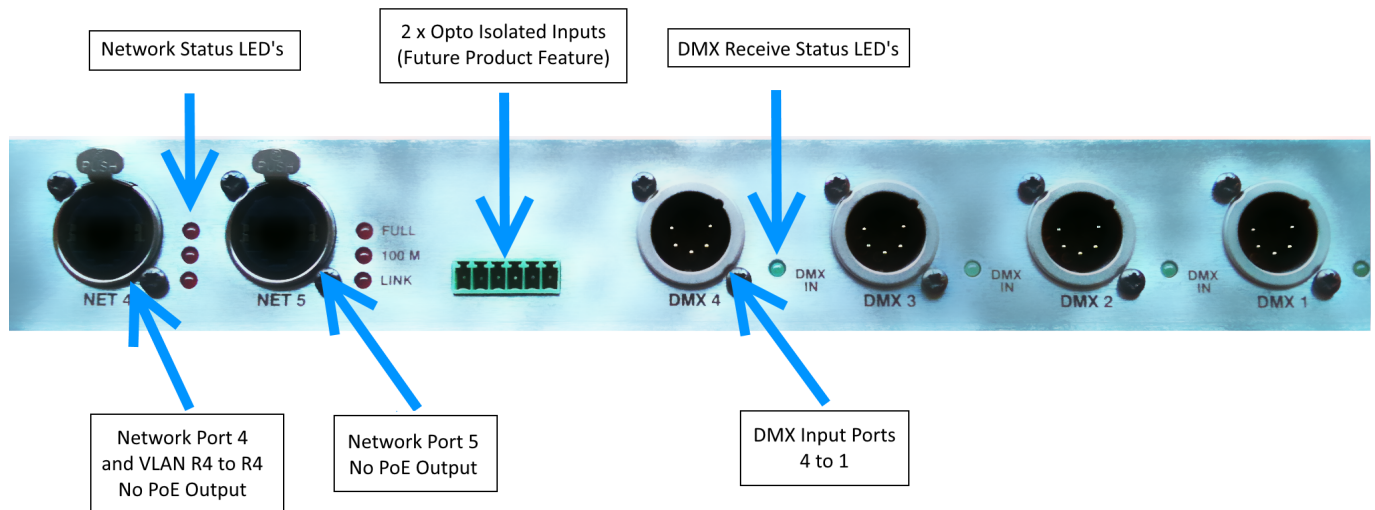 Network Status LED's
2 x Opto Isolated Inputs
(Future Product Feature)
DMX Receive Status LED's
PUSH
PUSH
FULL
100 M
LINK
NET 4
NET 5
DMX 4
DMX
IN
DMX 3
DMX
IN
DMX 2
DMX
IN
DMX 1
Network Port 4
and VLAN R4 to R4
No PoE Output
Network Port 5
No PoE Output
DMX Input Ports
4 to 1